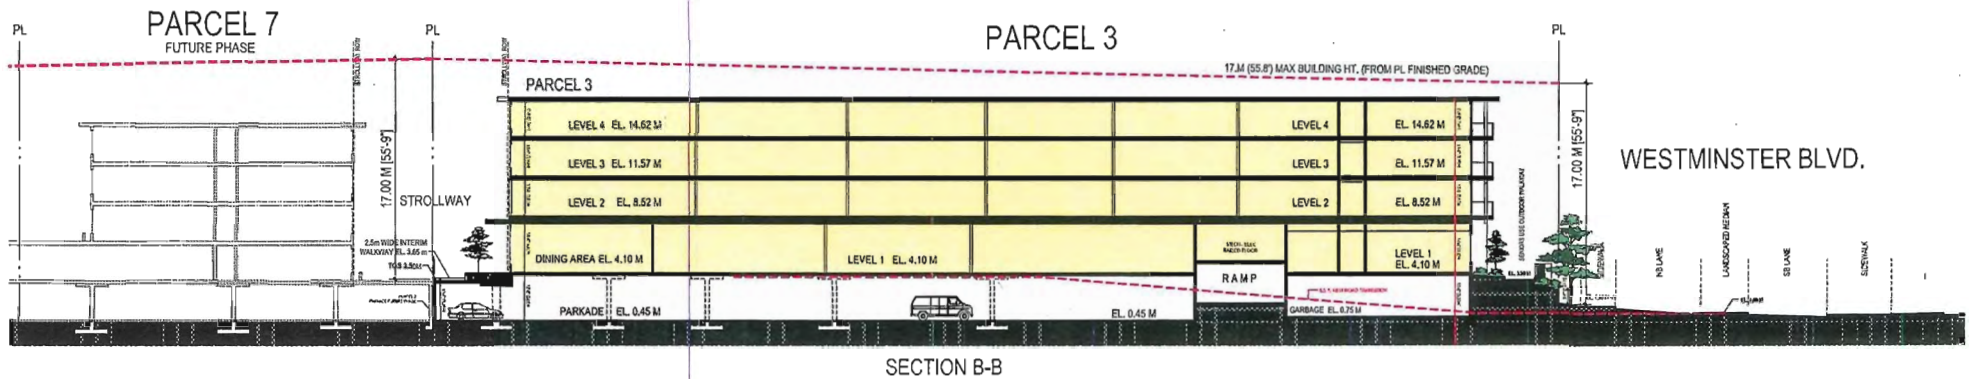 PARCEL 7
FUTURE PHASE
PL
PL
PARCEL 3
PL
17.M (55.8') MAX BUILDING HT. (FROM PL FINISHED GRADE)
PARCEL 3
17.00 M [55'-9"]
17.00 M [55'-9"]
LEVEL 4 EL. 14.62 M
LEVEL 4
EL. 14.62 M
LEVEL 3 EL. 11.57 M
LEVEL 3
EL. 11.57 M
WESTMINSTER BLVD.
STROLLWAY
LEVEL 2 EL. 8.52 M
LEVEL 2
EL. 8.52 M
2.5m WIDE INTERIM
WALKWAY EL. 3.65 m
DINING AREA EL. 4.10 M
LEVEL 1 EL. 4.10 M
LEVEL 1
EL. 4.10 M
RAMP
PARKADE EL. 0.45 M
EL. 0.45 M
GARBAGE EL. 0.75 M
SIDEWALK
NB LANE
LANDSCAPED MEDIAN
SB LANE
SIDEWALK
SECTION B-B